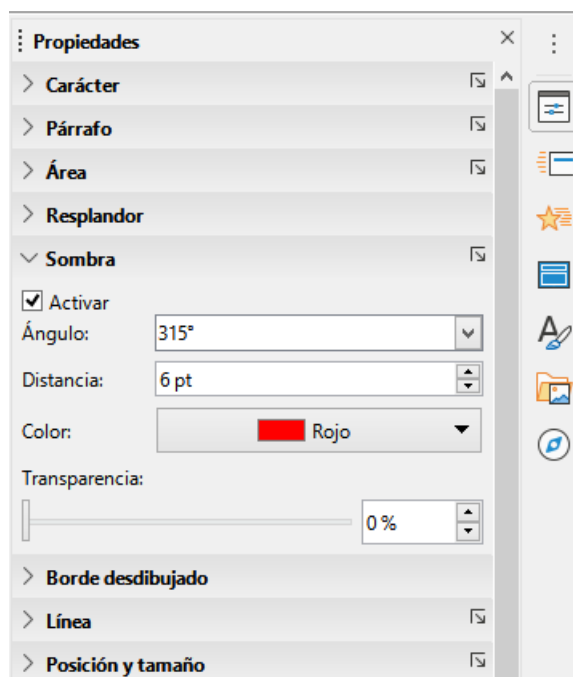 Propiedades
Carácter
Párrafo
Área
Resplandor
Sombra
Activar
Ángulo: 315°
Distancia: 6 pt
Color: Rojo
Transparencia:
0 %
Borde desdibujado
Línea
Posición y tamaño